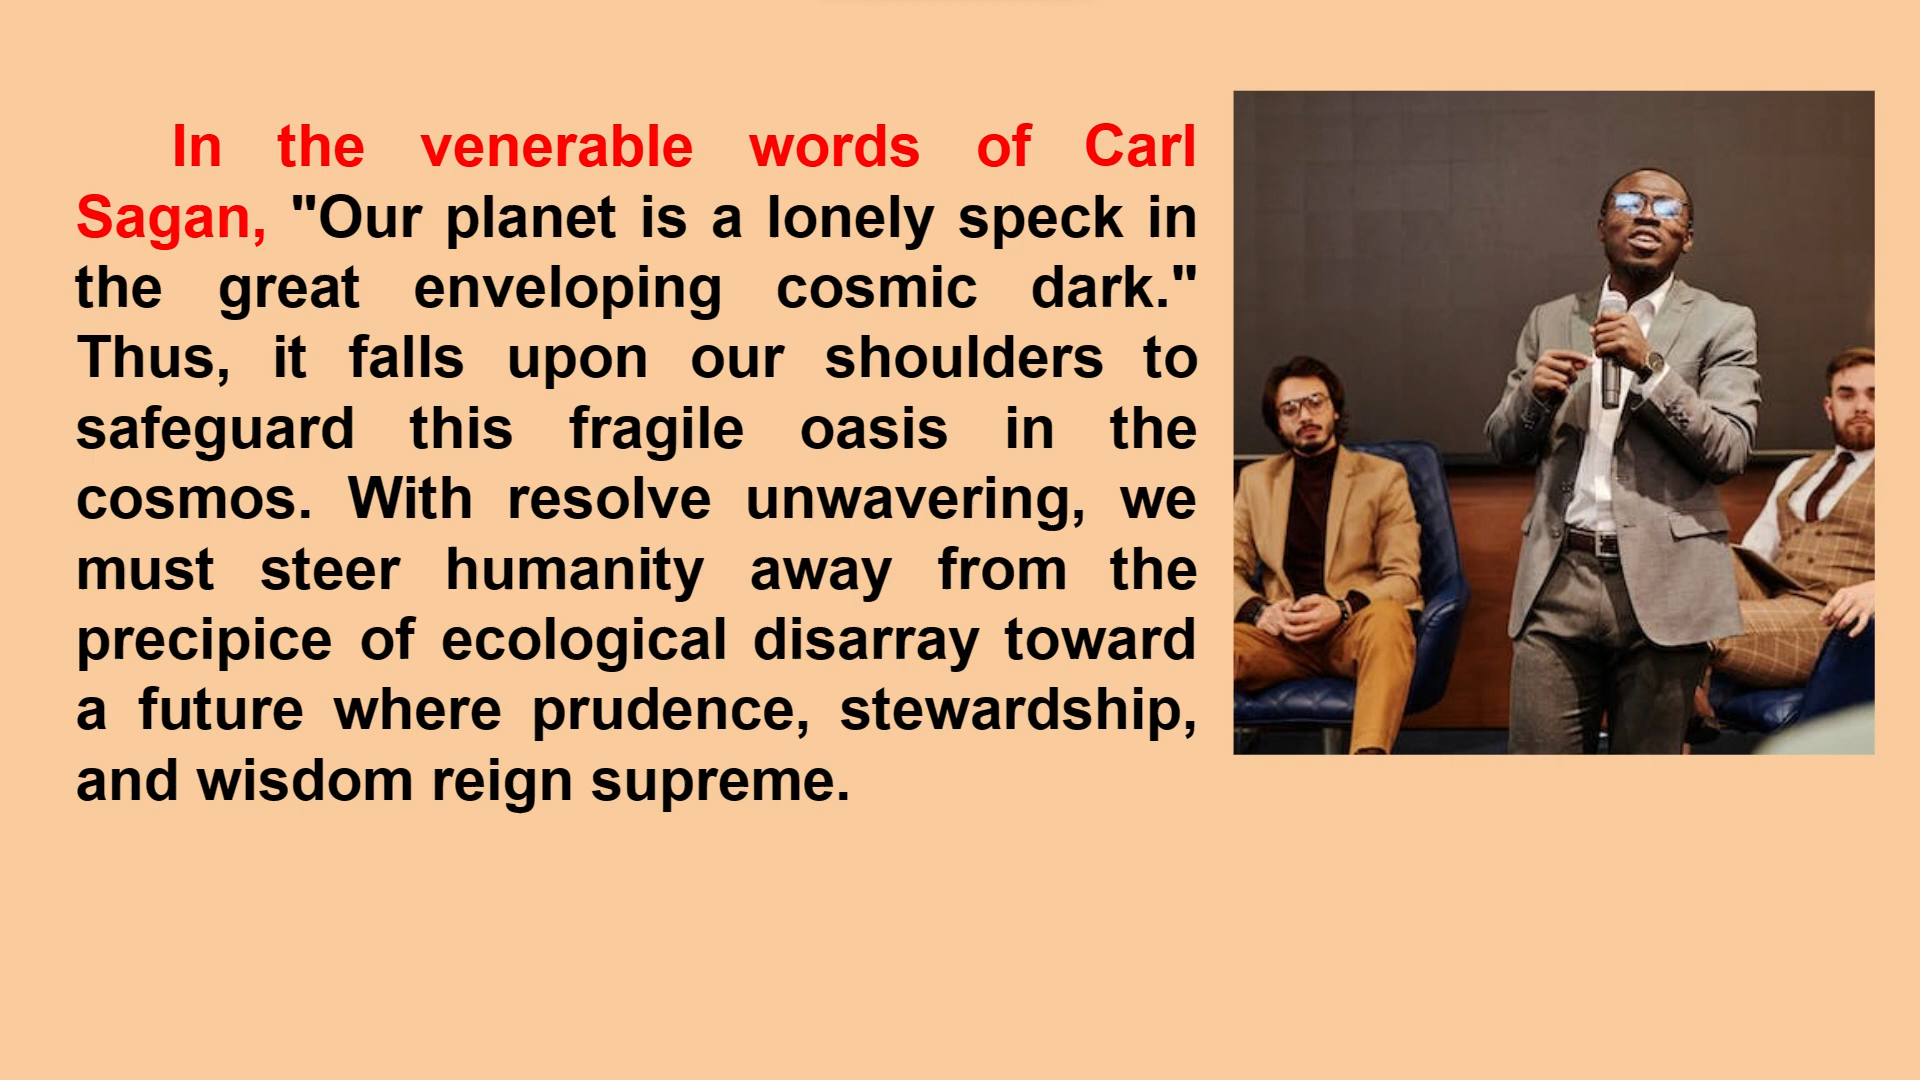 In the venerable words of Carl
Sagan, "Our planet is a lonely speck in
the great enveloping cosmic dark."
Thus, it falls upon our shoulders to
safeguard this fragile oasis in the
cosmos. With resolve unwavering, we
must steer humanity away from the
precipice of ecological disarray toward
a future where prudence, stewardship,
and wisdom reign supreme.